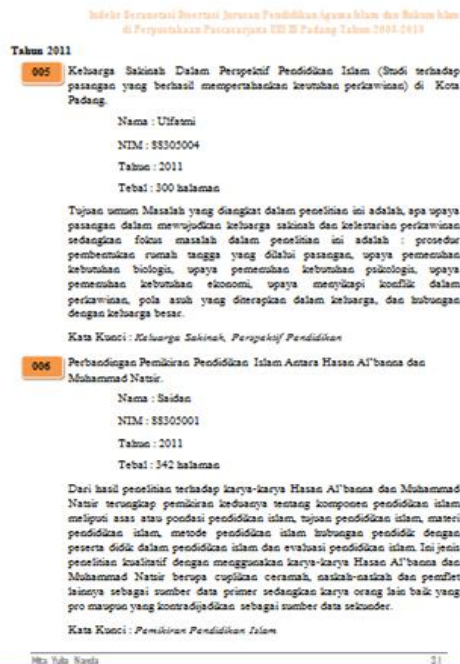 Indeks Beranotasi Disertasi Jurusan Pendidikan Agama Islam dan Hukum Islam
di Perpustakaan Pascasarjana IAIN IB Padang Tahun
Tahun 2011
005
Keluarga Sakinah Dalam Perspektif Pendidikan Islam (Studi terhadap
pasangan yang berhasil mempertahankan keutuhan perkawinan) di Kota
Padang.
Nama : Ulfatmi
NIM : 88305004
Tahun : 2011
Tebal : 300 halaman
Tujuan umum Masalah yang diangkat dalam penelitian ini adalah, apa upaya
pasangan dalam mewujudkan keluarga sakinah dan kelestarian perkawinan
sedangkan fokus masalah dalam penelitian ini adalah : prosedur
pembentukan rumah tangga yang dilalui pasangan, upaya pemenuhan
kebutuhan biologis, upaya pemenuhan kebutuhan psikologis, upaya
pemenuhan kebutuhan ekonomi, upaya menyikapi konflik dalam
perkawinan, pola asuh yang diterapkan dalam keluarga, dan hubungan
dengan keluarga besar.
Kata Kunci : Keluarga Sakinah, Perspektif Pendidikan
006
Perbandingan Pemikiran Pendidikan Islam Antara Hasan Al'banna dan
Muhammad Natsir.
Nama : Saidan
NIM : 88305001
Tahun : 2011
Tebal : 342 halaman
Dari hasil penelitian terhadap karya-karya Hasan Al'banna dan Muhammad
Natsir terungkap pemikiran keduanya tentang komponen pendidikan islam
meliputi asas atau pondasi pendidikan islam, tujuan pendidikan islam, materi
pendidikan islam, metode pendidikan islam hubungan pendidik dengan
peserta didik dalam pendidikan islam dan evaluasi pendidikan islam. Ini jenis
penelitian kualitatif dengan menggunakan karya-karya Hasan Al'banna dan
Muhammad Natsir berupa cuplikan ceramah, naskah-naskah dan pemflet
lainnya sebagai sumber data primer sedangkan karya orang lain baik yang
pro maupun yang kontradijadikan sebagai sumber data sekunder.
Kata Kunci : Pemikiran Pendidikan Islam
Mita Yulia Nanda
21